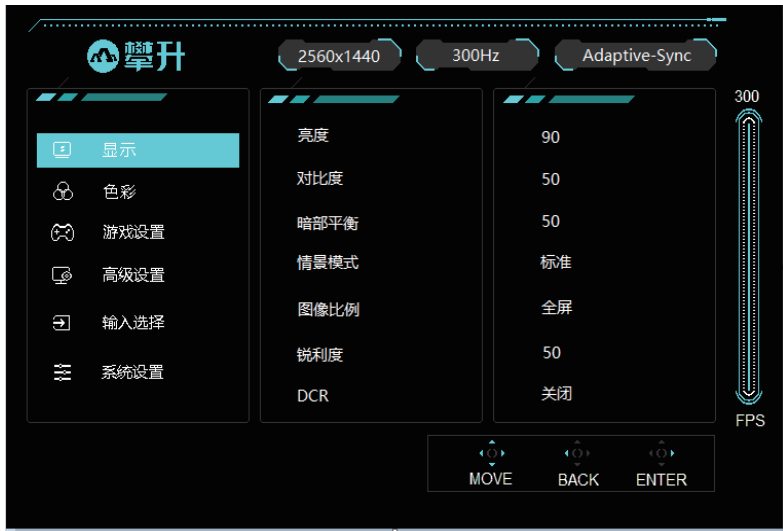 攀升
2560x1440
300Hz
Adaptive-Sync
显示
色彩
游戏设置
高级设置
输入选择
系统设置
亮度 90
对比度 50
暗部平衡 50
情景模式 标准
图像比例 全屏
锐利度 50
DCR 关闭
300
FPS
MOVE BACK ENTER